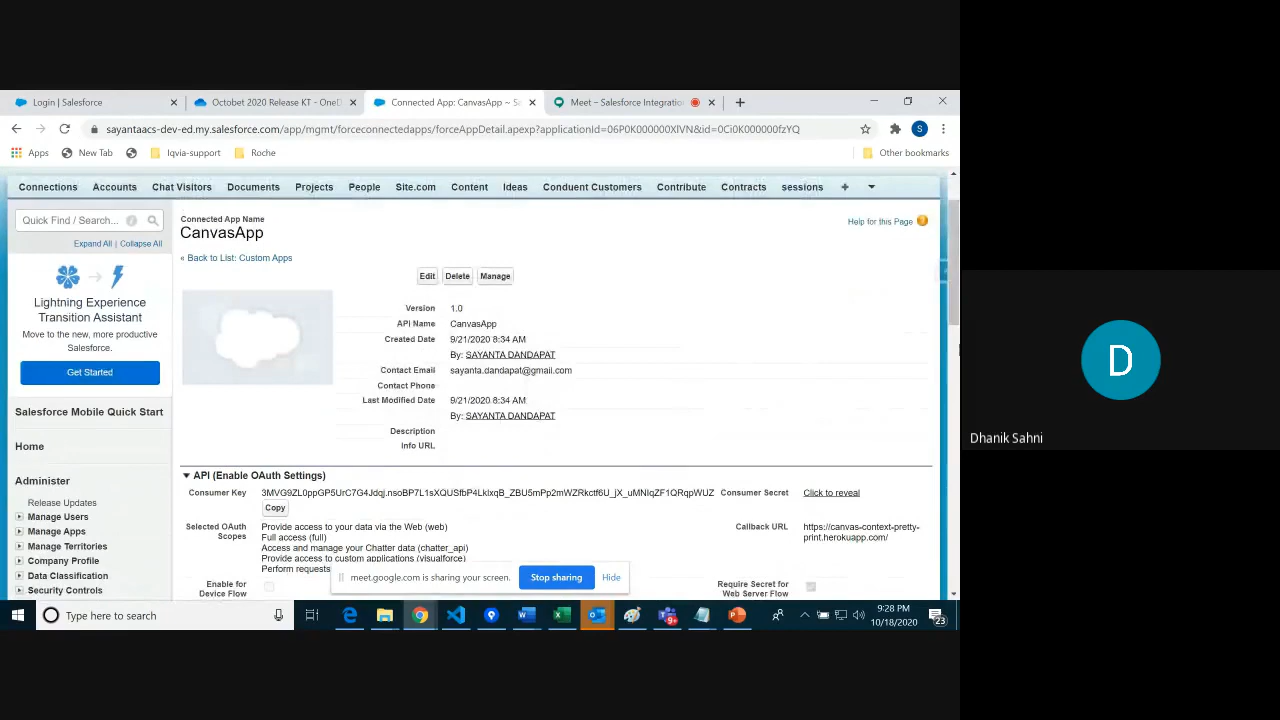 Login | Salesforce
Octobet 2020 Release KT - OneD
Connected App: CanvasApp ~ Sa
Meet – Salesforce Integration
sayantaacs-dev-ed.my.salesforce.com/app/mgmt/forceconnectedapps/forceAppDetail.apexp?applicationId=06P0K000000XlVN&id=0Ci0K000000fzYQ
S
Apps
New Tab
Iqvia-support
Roche
Other bookmarks
Connections
Accounts
Chat Visitors
Documents
Projects
People
Site.com
Content
Ideas
Conduent Customers
Contribute
Contracts
sessions
Quick Find / Search...
Expand All | Collapse All
Lightning Experience
Transition Assistant
Move to the new, more productive
Salesforce.
Get Started
Salesforce Mobile Quick Start
Home
Administer
Release Updates
Manage Users
Manage Apps
Manage Territories
Company Profile
Data Classification
Security Controls
Connected App Name
CanvasApp
Help for this Page
« Back to List: Custom Apps
Edit
Delete
Manage
Version 1.0
API Name CanvasApp
Created Date 9/21/2020 8:34 AM
By: SAYANTA DANDAPAT
Contact Email sayanta.dandapat@gmail.com
Contact Phone
Last Modified Date 9/21/2020 8:34 AM
By: SAYANTA DANDAPAT
Description
Info URL
API (Enable OAuth Settings)
Consumer Key
Copy
Consumer Secret Click to reveal
Selected OAuth Scopes
Provide access to your data via the Web (web)
Full access (full)
Access and manage your Chatter data (chatter_api)
Provide access to custom applications (visualforce)
Perform requests
Callback URL https://canvas-context-pretty-
print.herokuapp.com/
Enable for Device Flow
Require Secret for Web Server Flow
meet.google.com is sharing your screen.
Stop sharing
Hide
Type here to search
9+
9:28 PM
10/18/2020
23
D
Dhanik Sahni